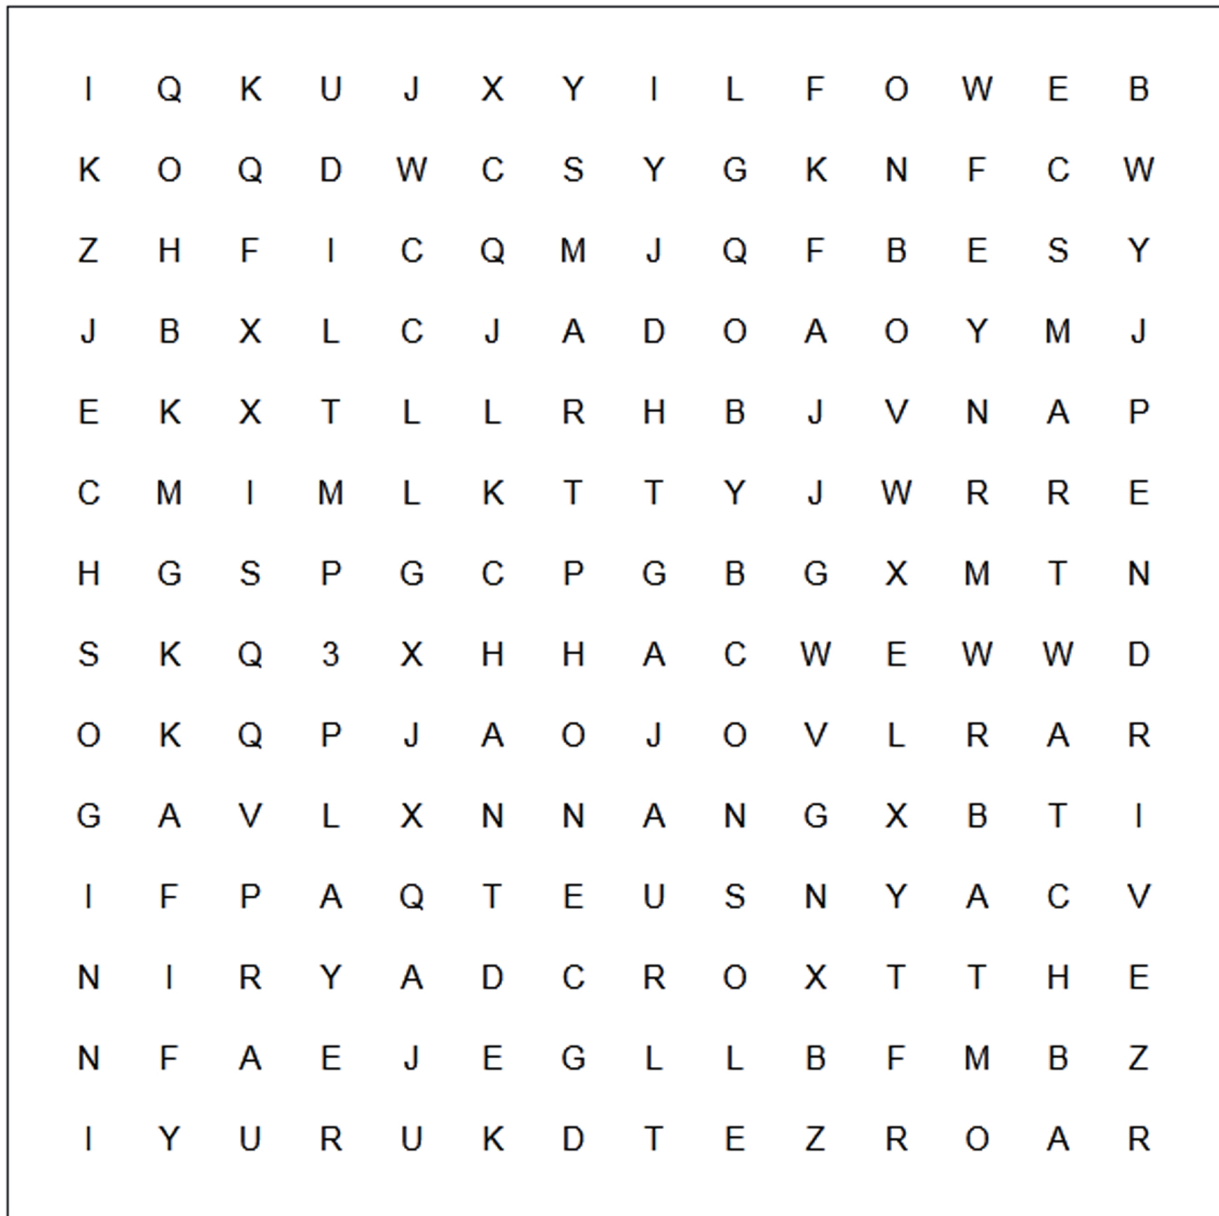 I Q K U J X Y I L F O W E B
K O Q D W C S Y G K N F C W
Z H F I C Q M J Q F B E S Y
J B X L C J A D O A O Y M J
E K X T L L R H B J V N A P
C M I M L K T T Y J W R R E
H G S P G C P G B G X M T N
S K Q 3 X H H A C W E W W D
O K Q P J A O J O V L R A R
G A V L X N N A N G X B T I
I F P A Q T E U S N Y A C V
N I R Y A D C R O X T T H E
N F A E J E G L L B F M B Z
I Y U R U K D T E Z R O A R